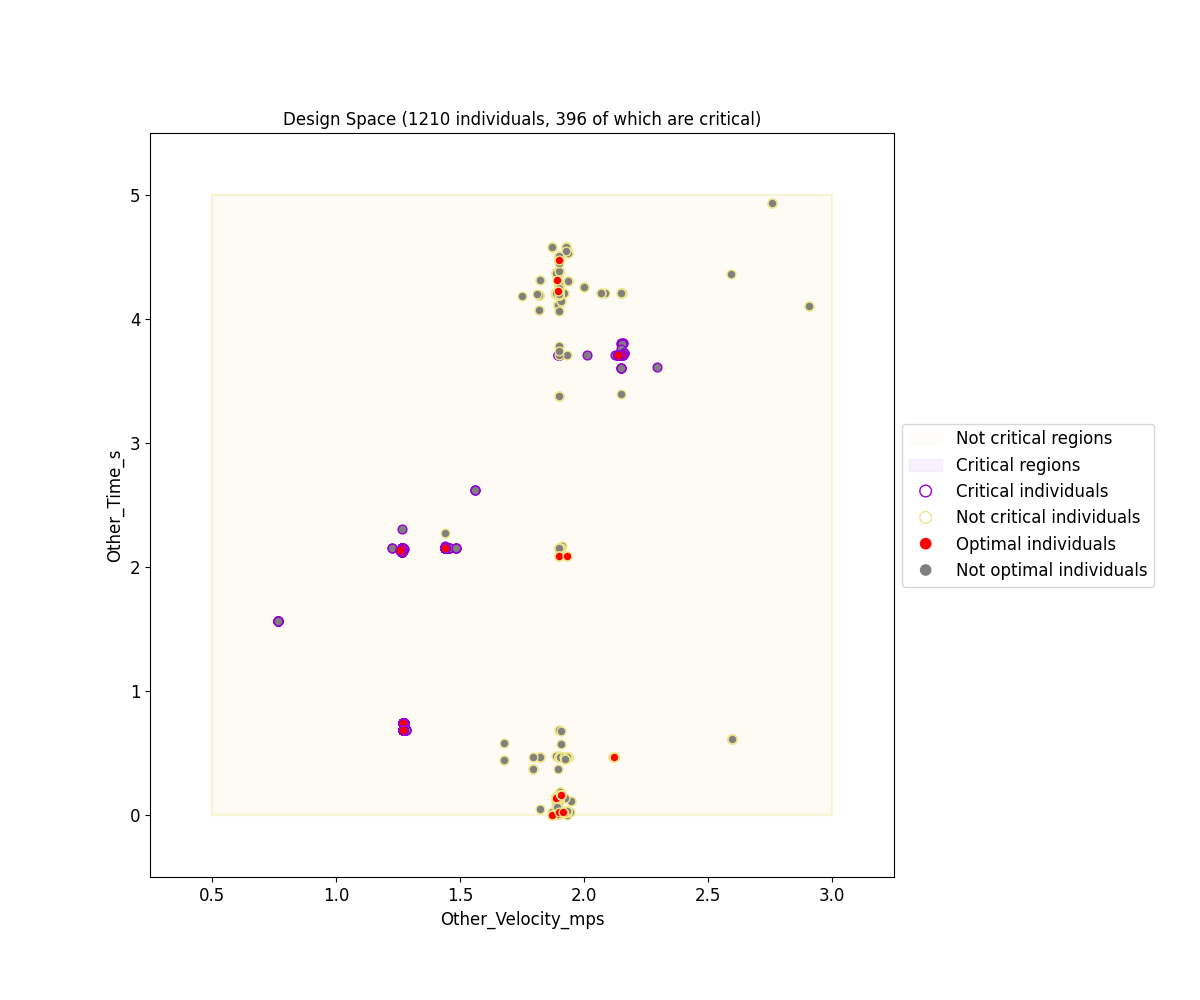 Design Space (1210 individuals, 396 of which are critical)
5
4
3
2
1
0
Other_Time_s
0.5 1.0 1.5 2.0 2.5 3.0
Other_Velocity_mps
Not critical regions
Critical regions
Critical individuals
Not critical individuals
Optimal individuals
Not optimal individuals